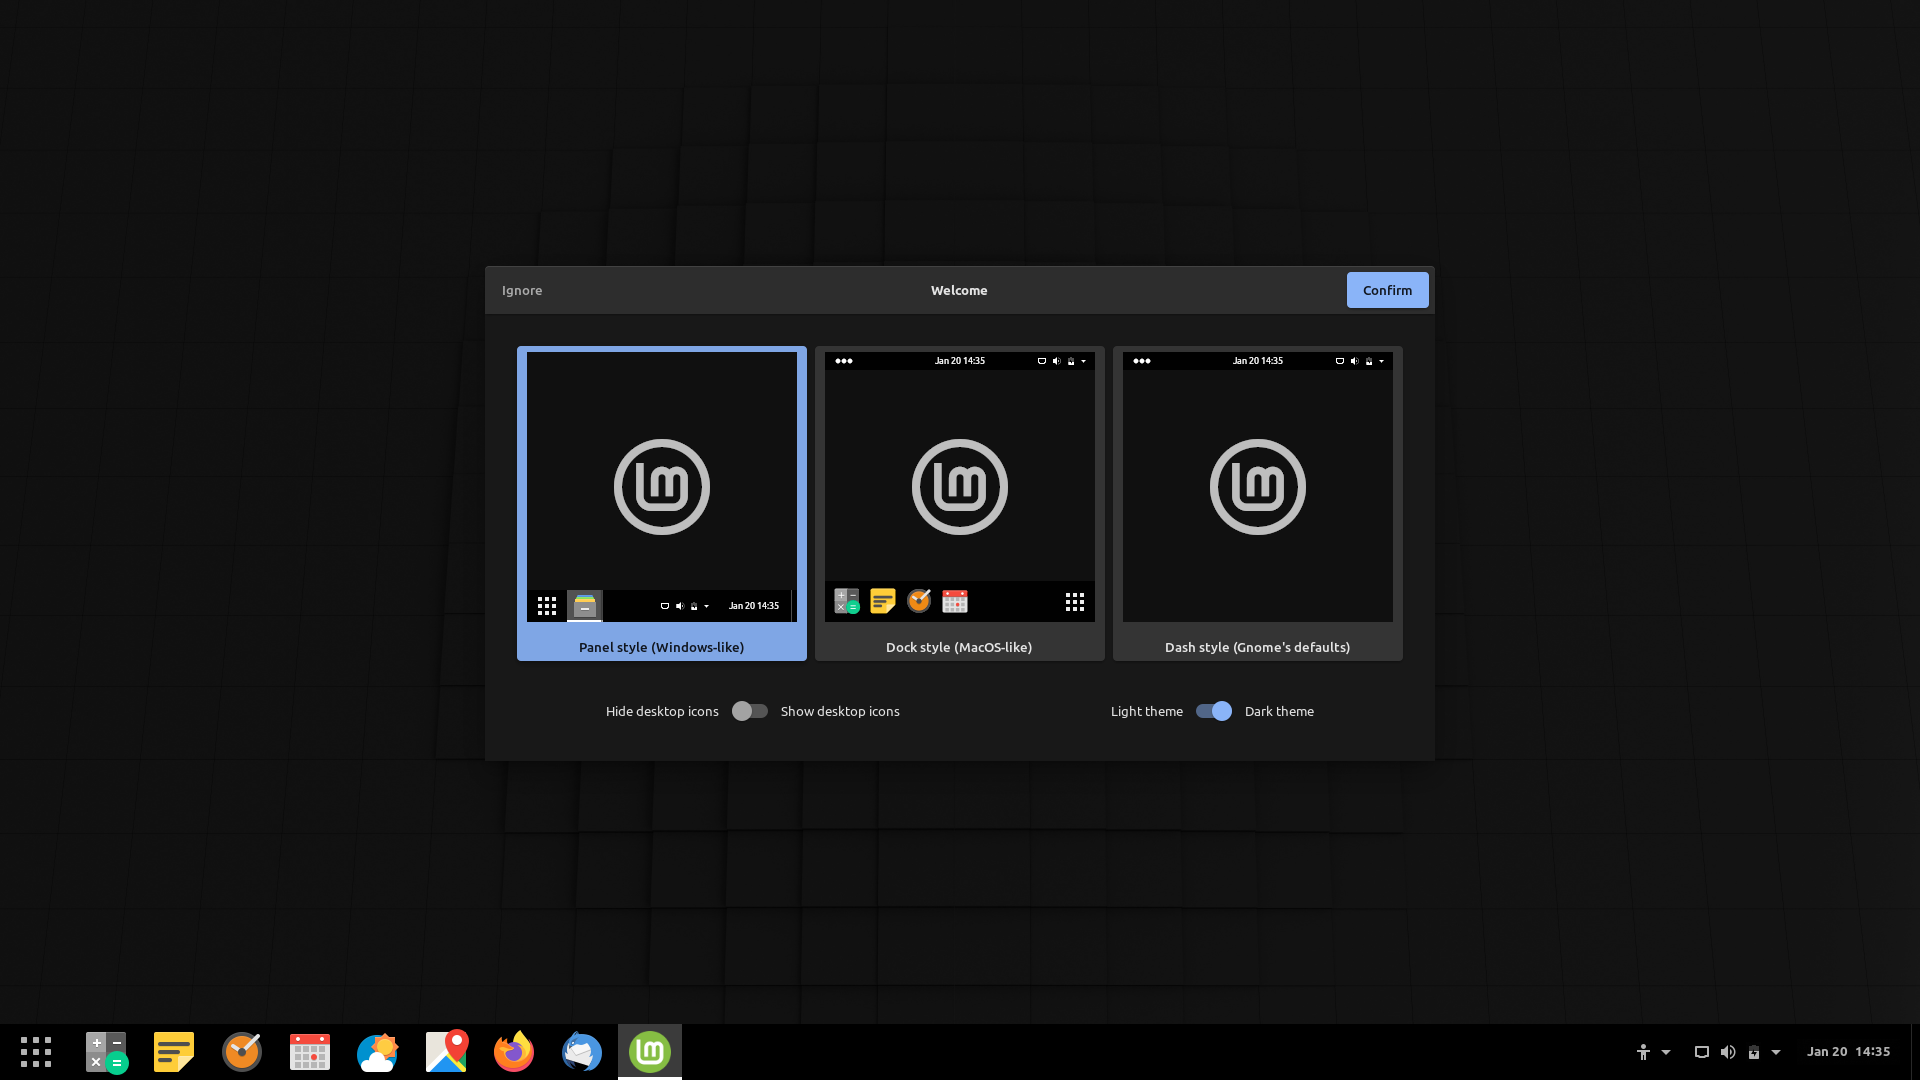 Ignore
Welcome
Confirm
Jan 20 14:35
Jan 20 14:35
Jan 20 14:35
Panel style (Windows-like)
Dock style (MacOS-like)
Dash style (Gnome's defaults)
Hide desktop icons
Show desktop icons
Light theme
Dark theme
Jan 20 14:35